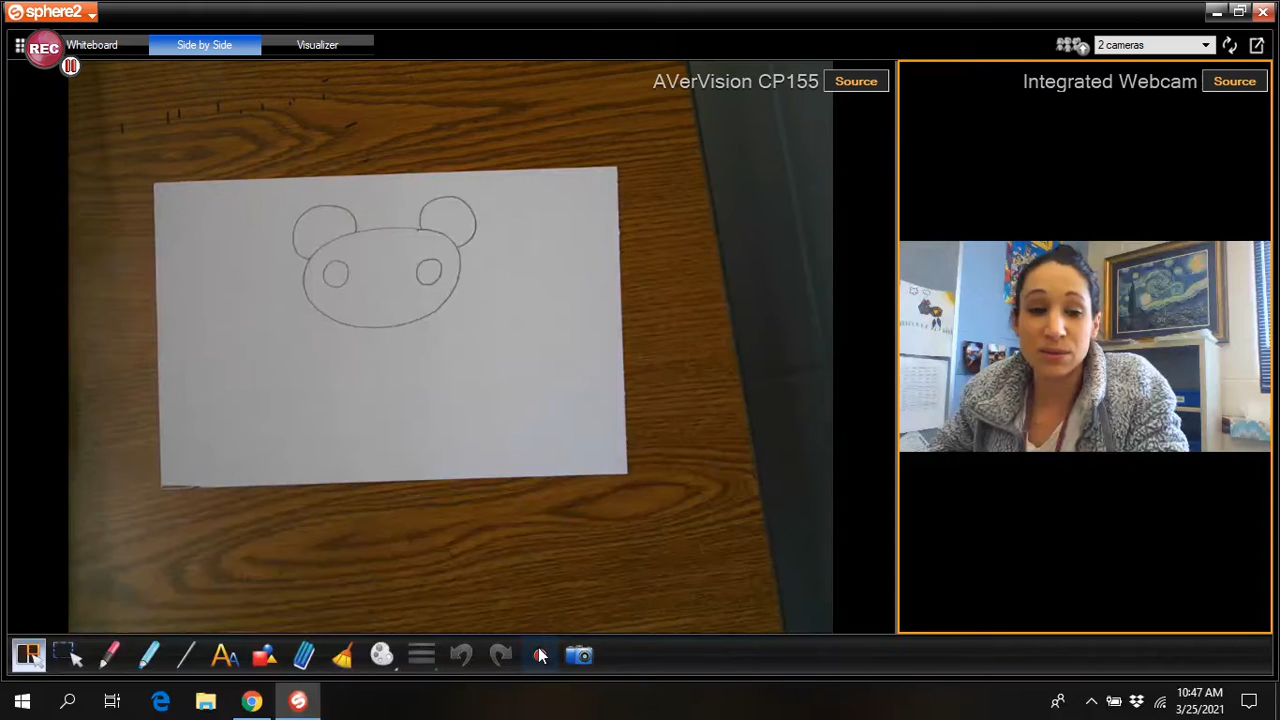 sphere2
REC
Whiteboard
Side by Side
Visualizer
2 cameras
AVerVision CP155
Source
Integrated Webcam
Source
10:47 AM
3/25/2021